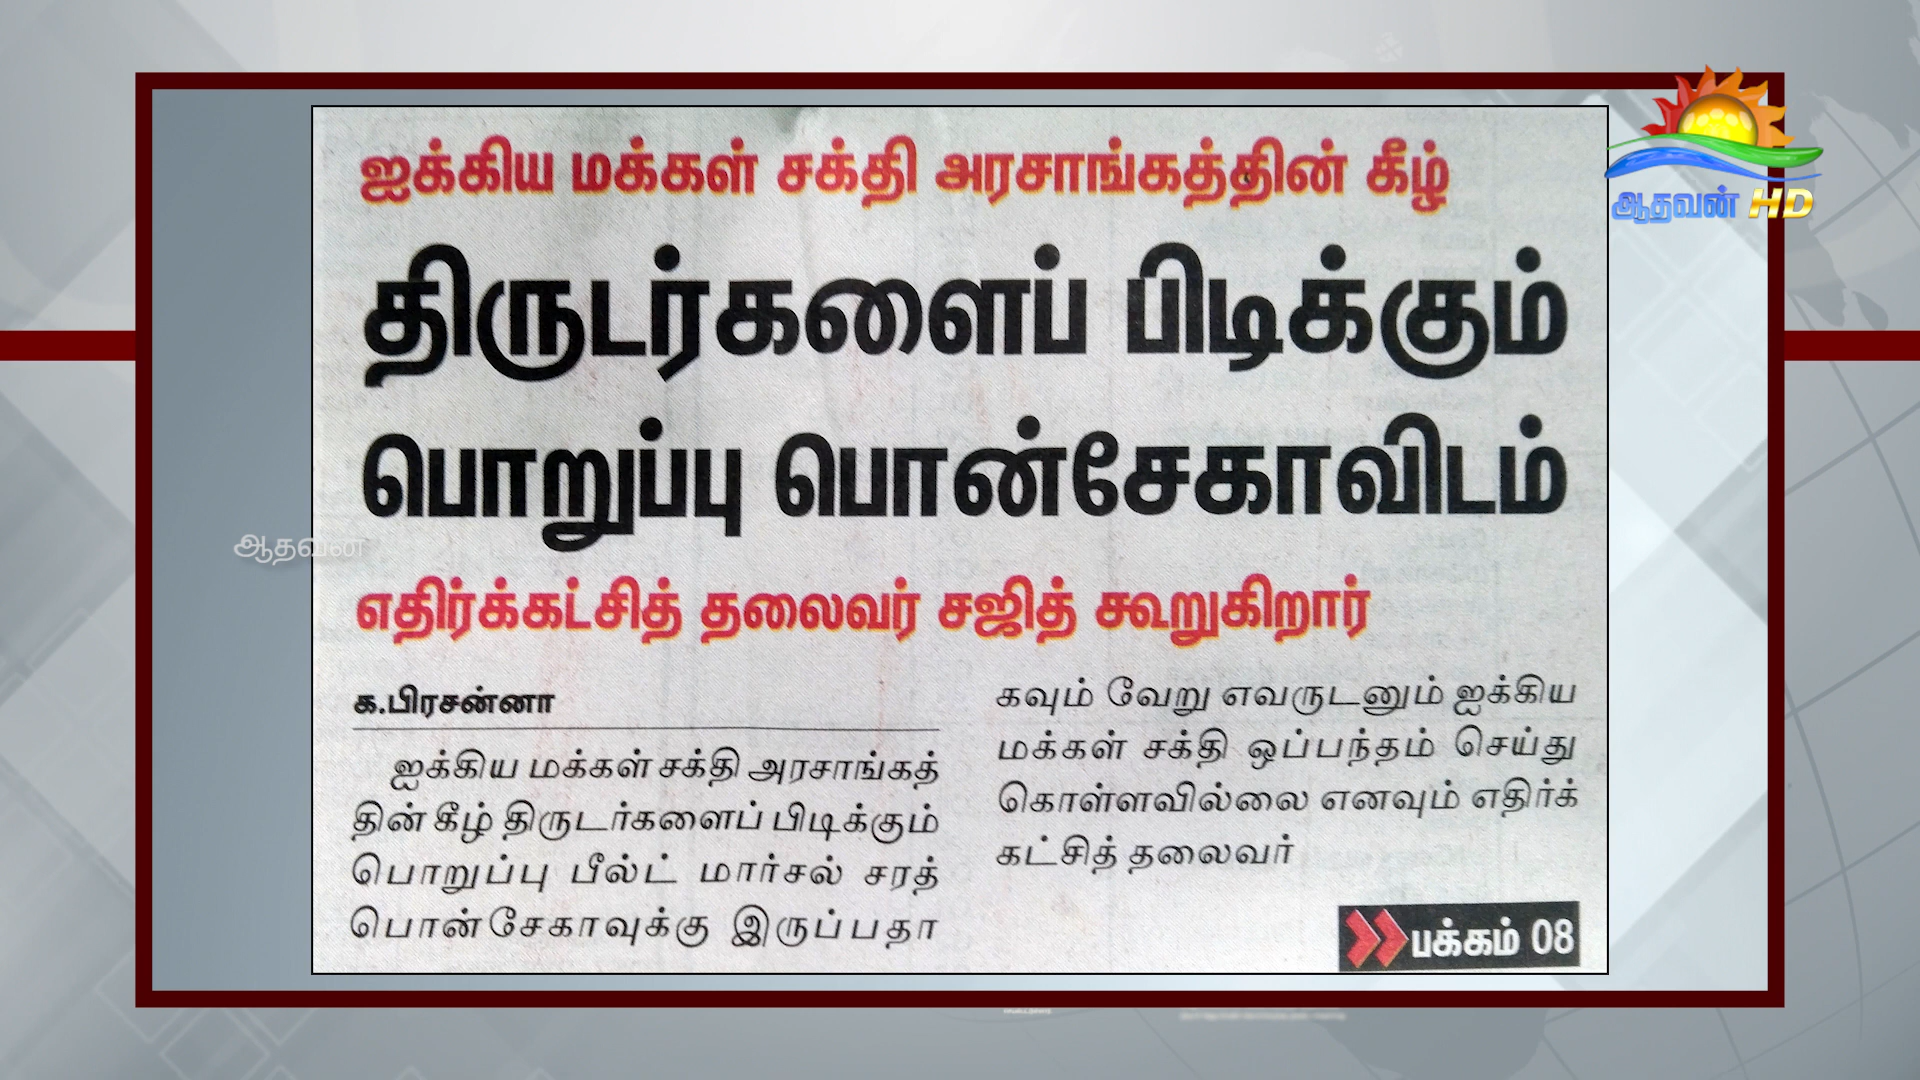 ஐக்கிய மக்கள் சக்தி அரசாங்கத்தின் கீழ்
திருடர்களைப் பிடிக்கும்
பொறுப்பு பொன்சேகாவிடம்
எதிர்க்கட்சித் தலைவர் சஜித் கூறுகிறார்
க.பிரசன்னா
ஐக்கிய மக்கள் சக்தி அரசாங்கத்
தின் கீழ் திருடர்களைப் பிடிக்கும்
பொறுப்பு பீல்ட் மார்சல் சரத்
பொன்சேகாவுக்கு இருப்பதா
கவும் வேறு எவருடனும் ஐக்கிய
மக்கள் சக்தி ஒப்பந்தம் செய்து
கொள்ளவில்லை எனவும் எதிர்க்
கட்சித் தலைவர்
பக்கம் 08
ஆதவன் HD
ஆதவன்